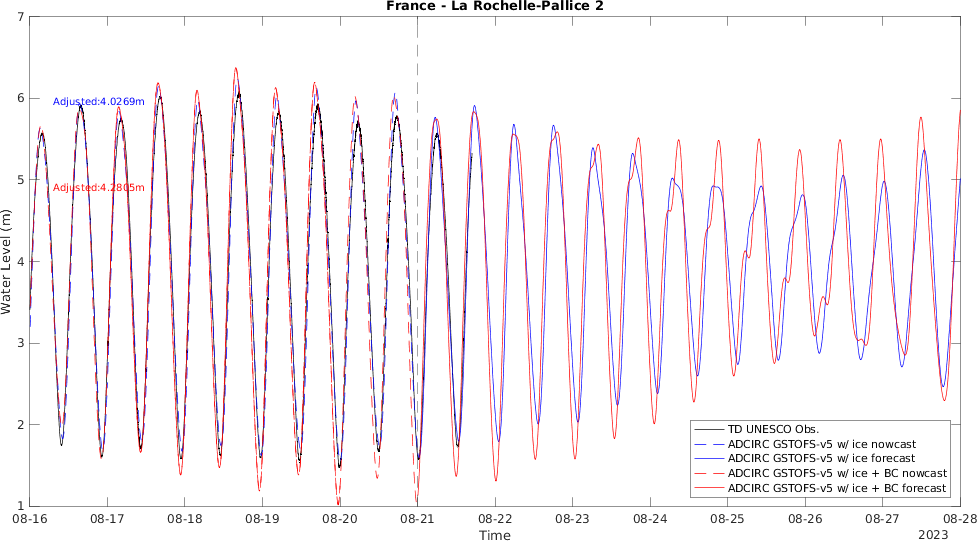 France - La Rochelle-Pallice 2
7
6
5
4
3
2
1
Water Level (m)
Adjusted:4.0269m
Adjusted:4.2805m
TD UNESCO Obs.
ADCIRC GSTOFS-v5 w/ ice nowcast
ADCIRC GSTOFS-v5 w/ ice forecast
ADCIRC GSTOFS-v5 w/ ice + BC nowcast
ADCIRC GSTOFS-v5 w/ ice + BC forecast
08-16 08-17 08-18 08-19 08-20 08-21 08-22 08-23 08-24 08-25 08-26 08-27 08-28
Time
2023